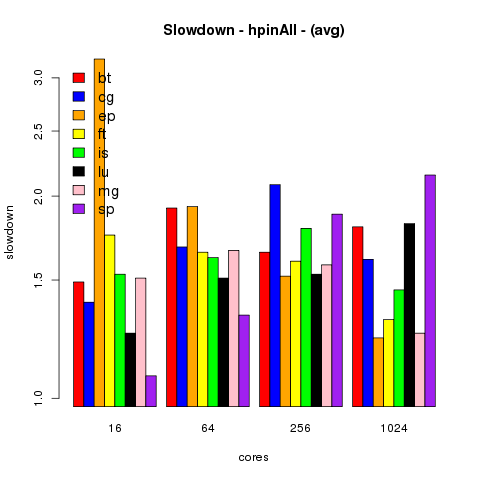 Slowdown - hpinAll - (avg)
3.0
2.5
2.0
1.5
1.0
slowdown
bt
cg
ep
ft
is
lu
mg
sp
16
64
256
1024
cores